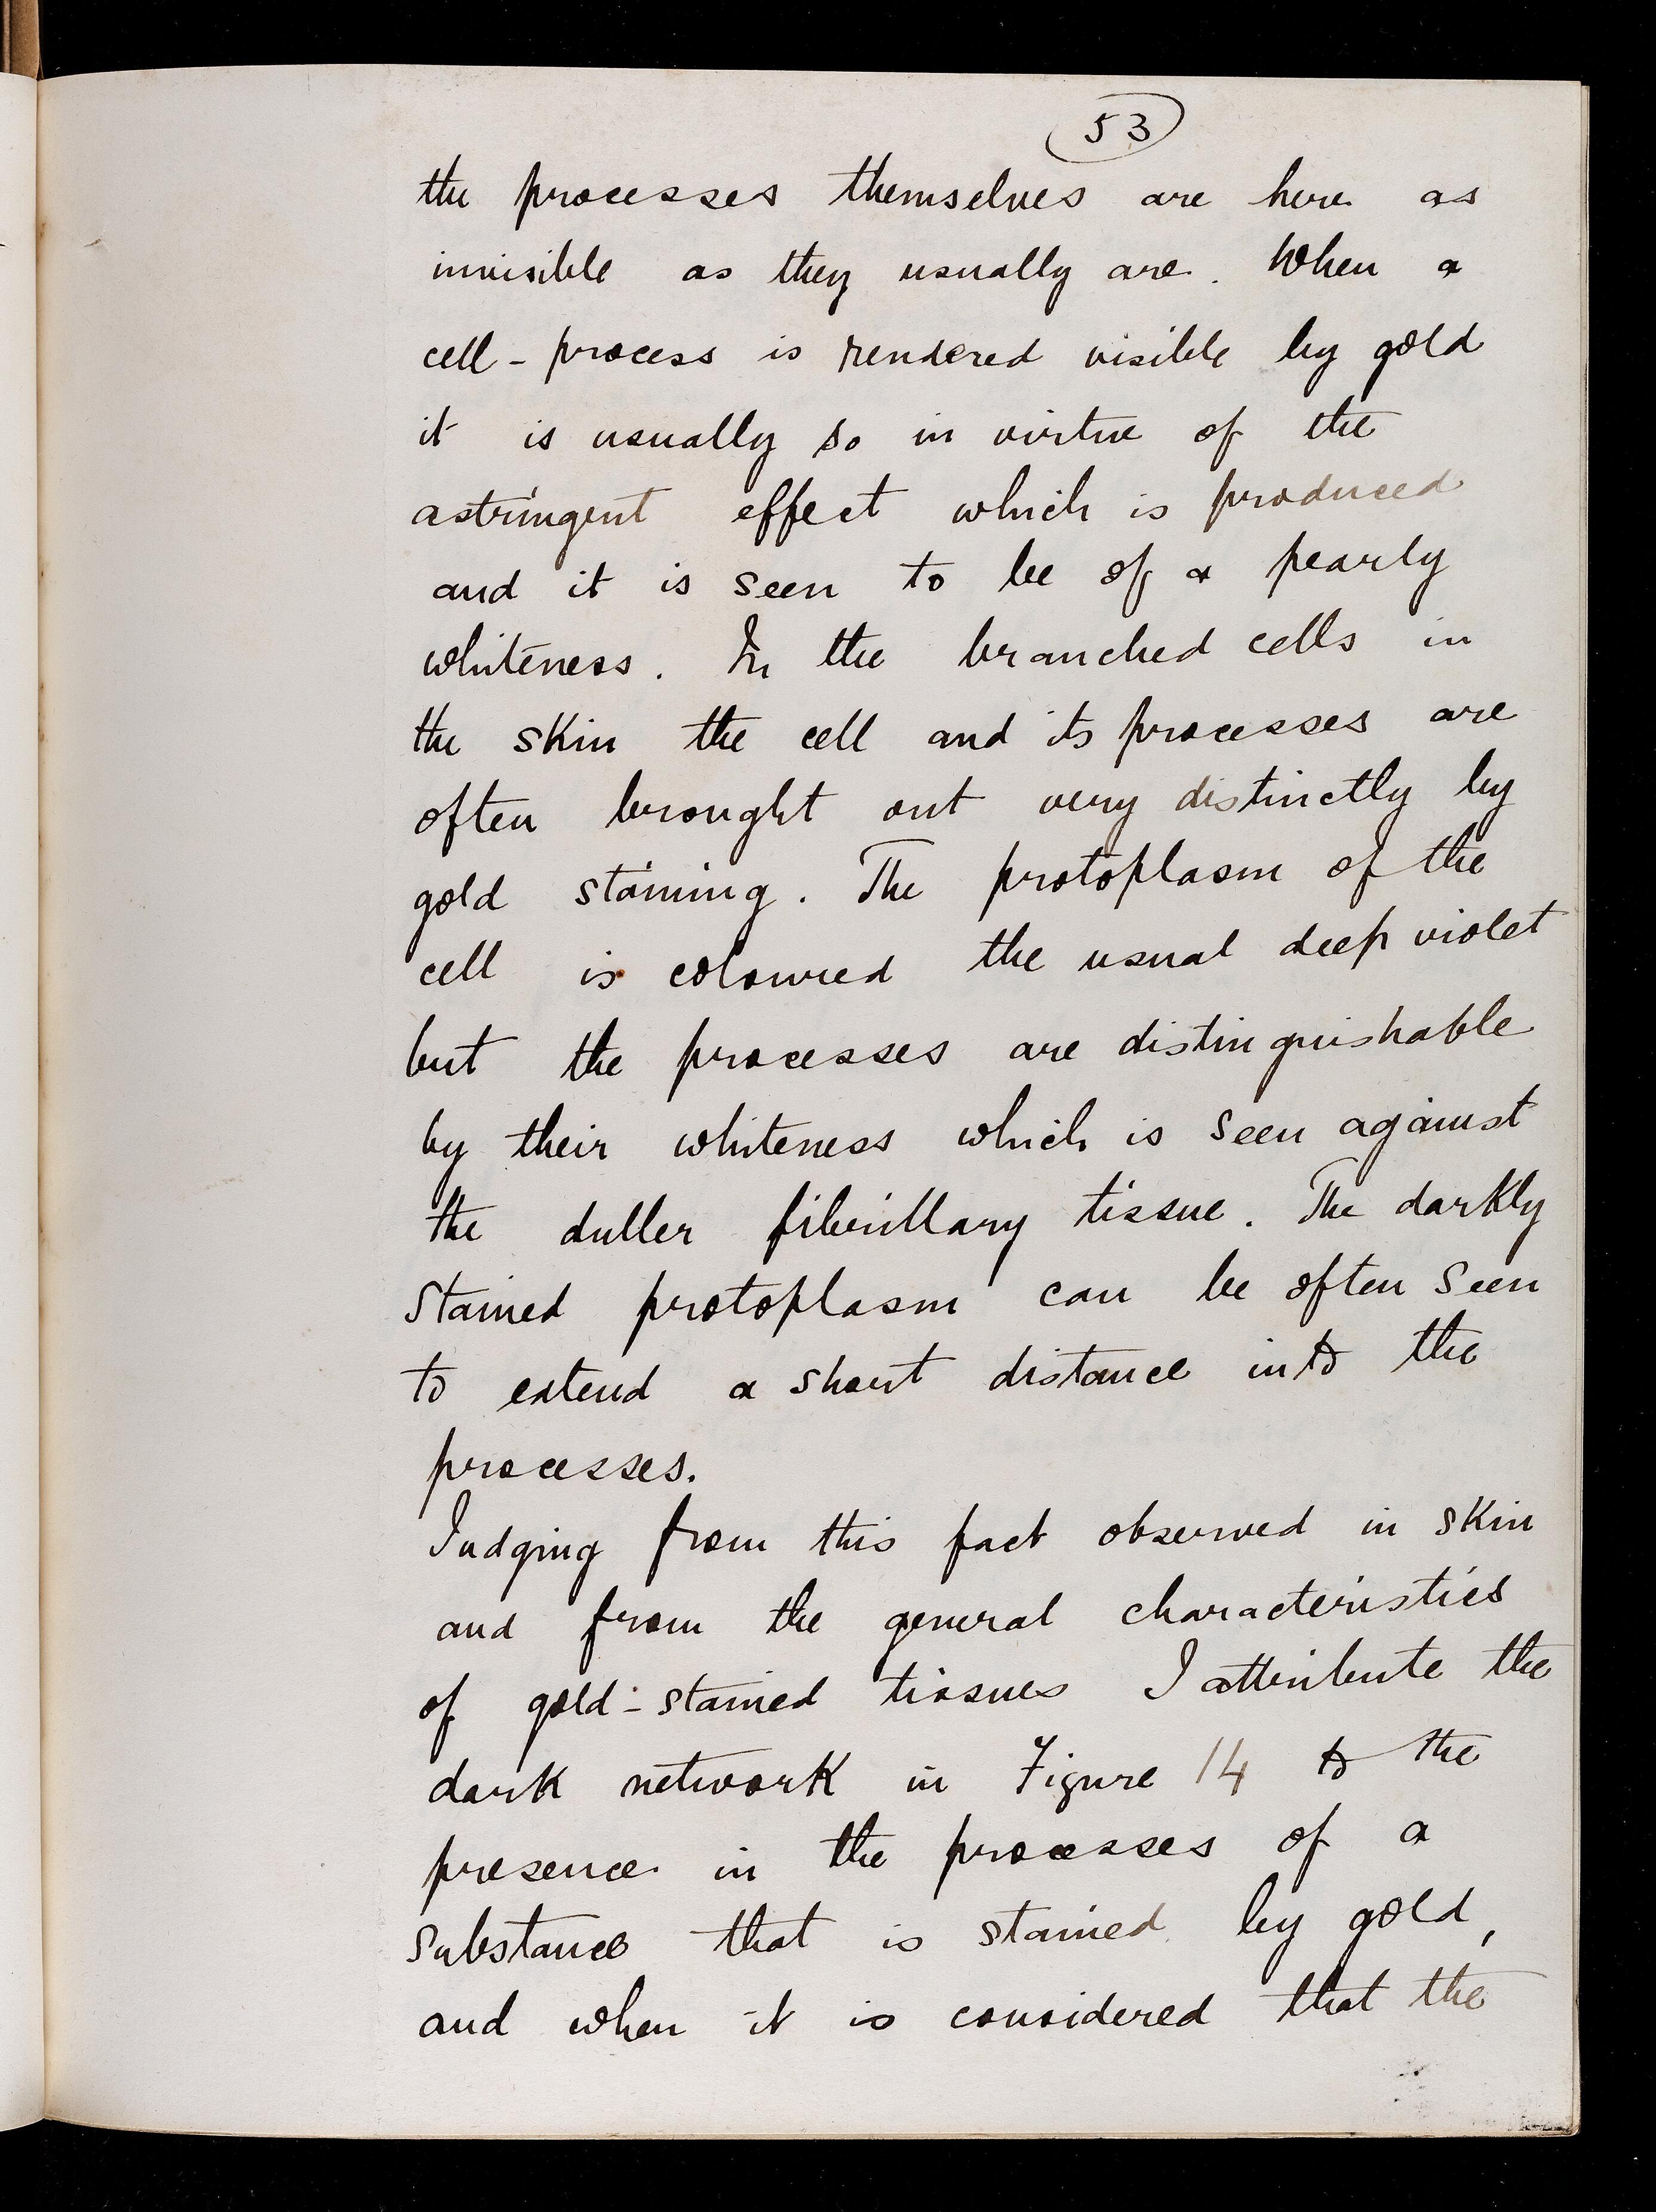 53
the processes themselves are here as
invisible as they usually are. When a
cell-process is rendered visible by gold
it is usually so in virtue of the
astringent effect which is produced
and it is seen to be of a pearly
whiteness. In the branched cells in
the skin the cell and its processes are
often brought out very distinctly by
gold staining. The protoplasm of the
cell is coloured the usual deep violet
but the processes are distinguishable
by their whiteness which is seen against
the duller fibrillary tissue. The darkly
stained protoplasm can be often seen
to extend a short distance into the
processes.
Judging from this fact observed in skin
and from the general characteristics
of gold-stained tissues I attribute the
dark network in Figure 14 to the
presence in the processes of a
substance that is stained by gold,
and when it is considered that the